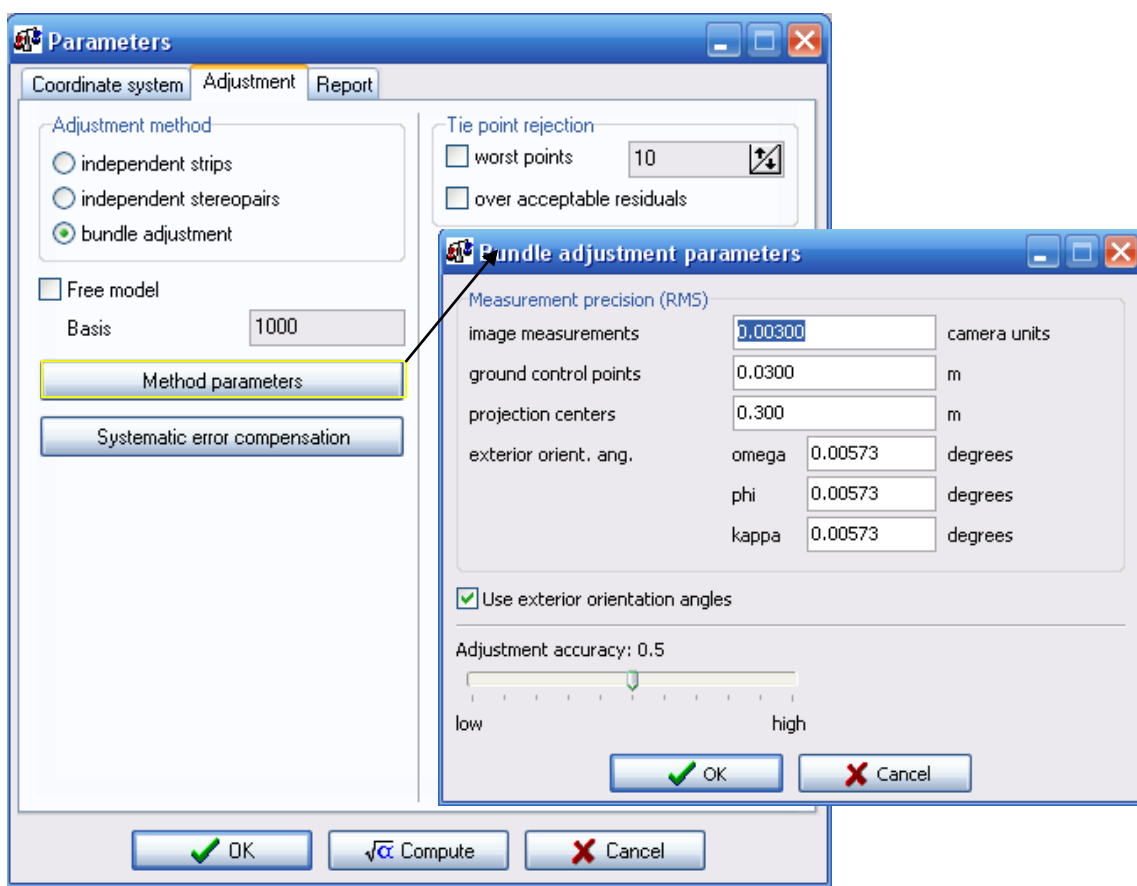 Parameters
Coordinate system Adjustment Report
Adjustment method
independent strips
independent stereopairs
bundle adjustment
Free model
Basis 1000
Method parameters
Systematic error compensation
Tie point rejection
worst points 10
over acceptable residuals
Bundle adjustment parameters
Measurement precision (RMS)
image measurements 0.00300 camera units
ground control points 0.0300 m
projection centers 0.300 m
exterior orient. ang. omega 0.00573 degrees
phi 0.00573 degrees
kappa 0.00573 degrees
Use exterior orientation angles
Adjustment accuracy: 0.5
low high
OK Cancel
OK √α Compute Cancel